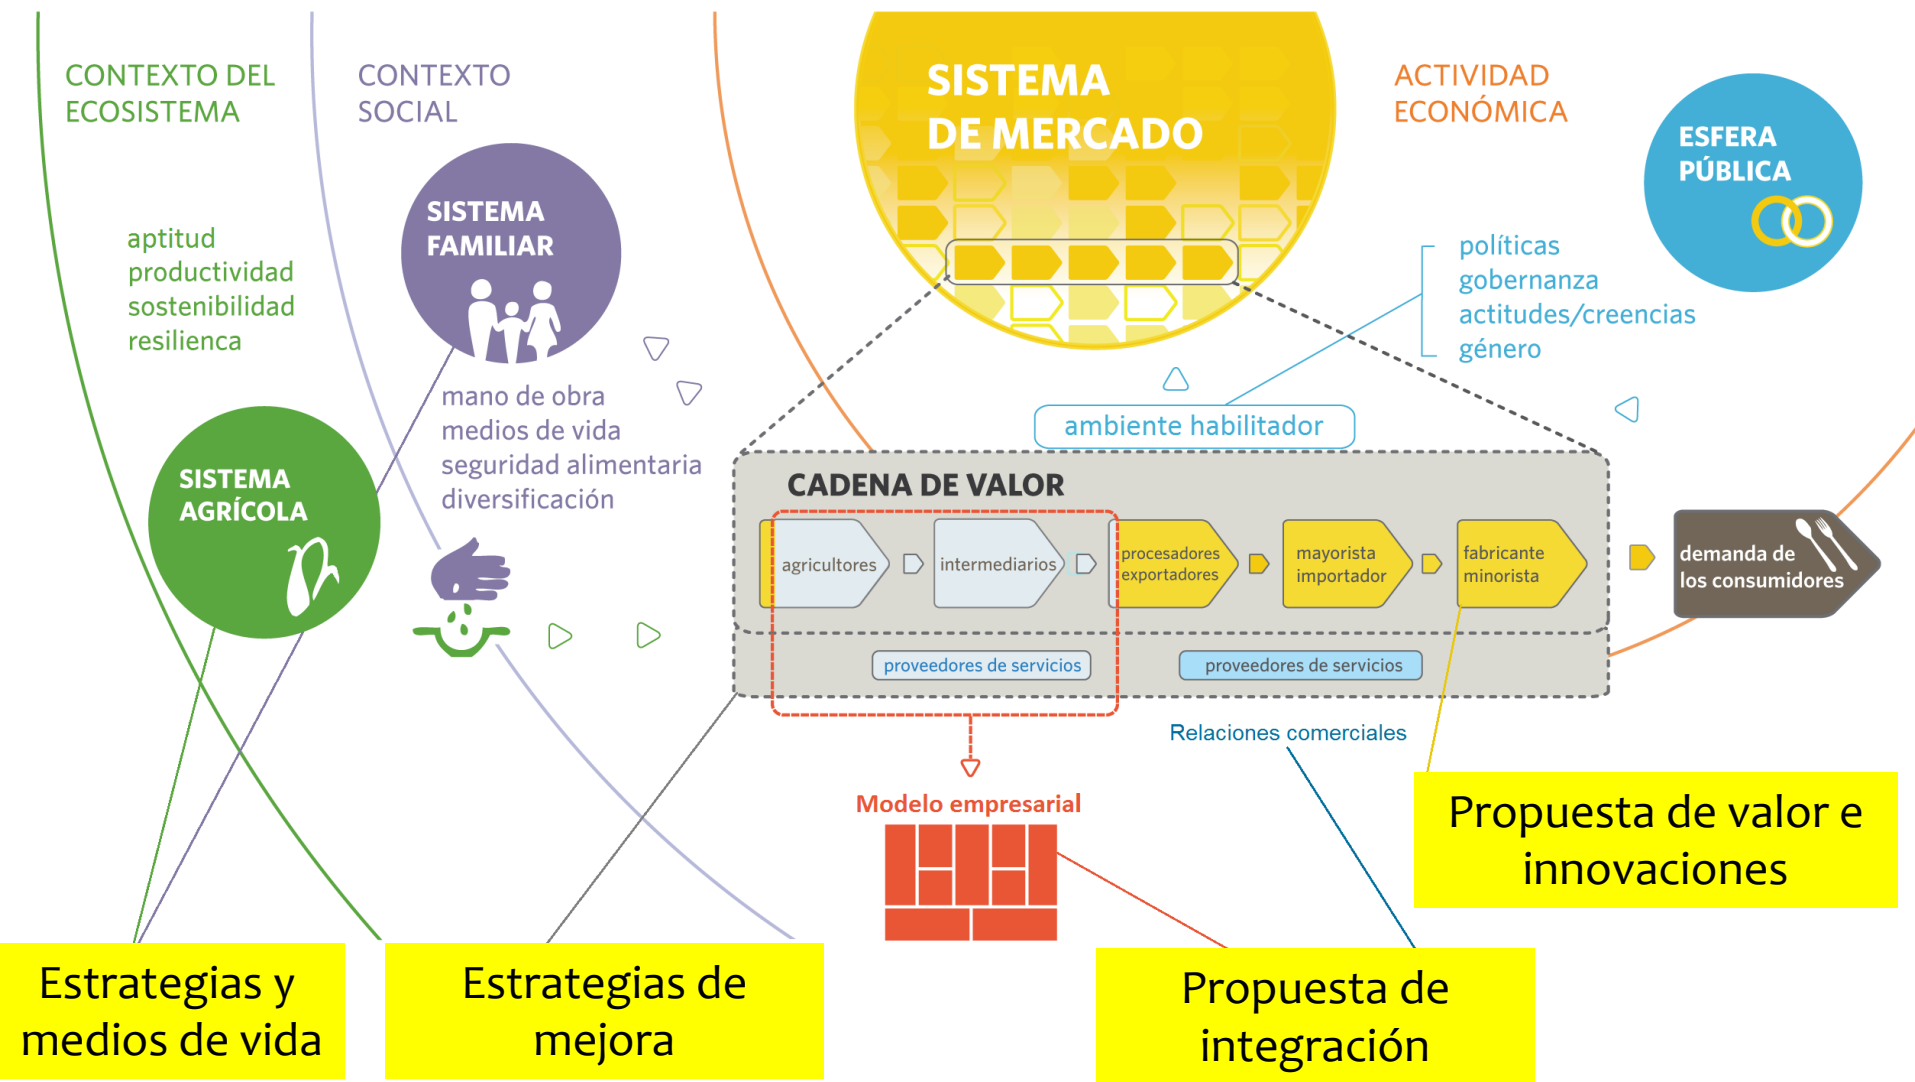 CONTEXTO DEL
ECOSISTEMA
CONTEXTO
SOCIAL
SISTEMA
DE MERCADO
ACTIVIDAD
ECONÓMICA
ESFERA
PÚBLICA
aptitud
productividad
sostenibilidad
resilienca
SISTEMA
FAMILIAR
políticas
gobernanza
actitudes/creencias
género
mano de obra
medios de vida
seguridad alimentaria
diversificación
ambiente habilitador
SISTEMA
AGRÍCOLA
CADENA DE VALOR
agricultores
intermediarios
procesadores
exportadores
mayorista
importador
fabricante
minorista
demanda de
los consumidores
proveedores de servicios
proveedores de servicios
Relaciones comerciales
Modelo empresarial
Propuesta de valor e
innovaciones
Estrategias y
medios de vida
Estrategias de
mejora
Propuesta de
integración